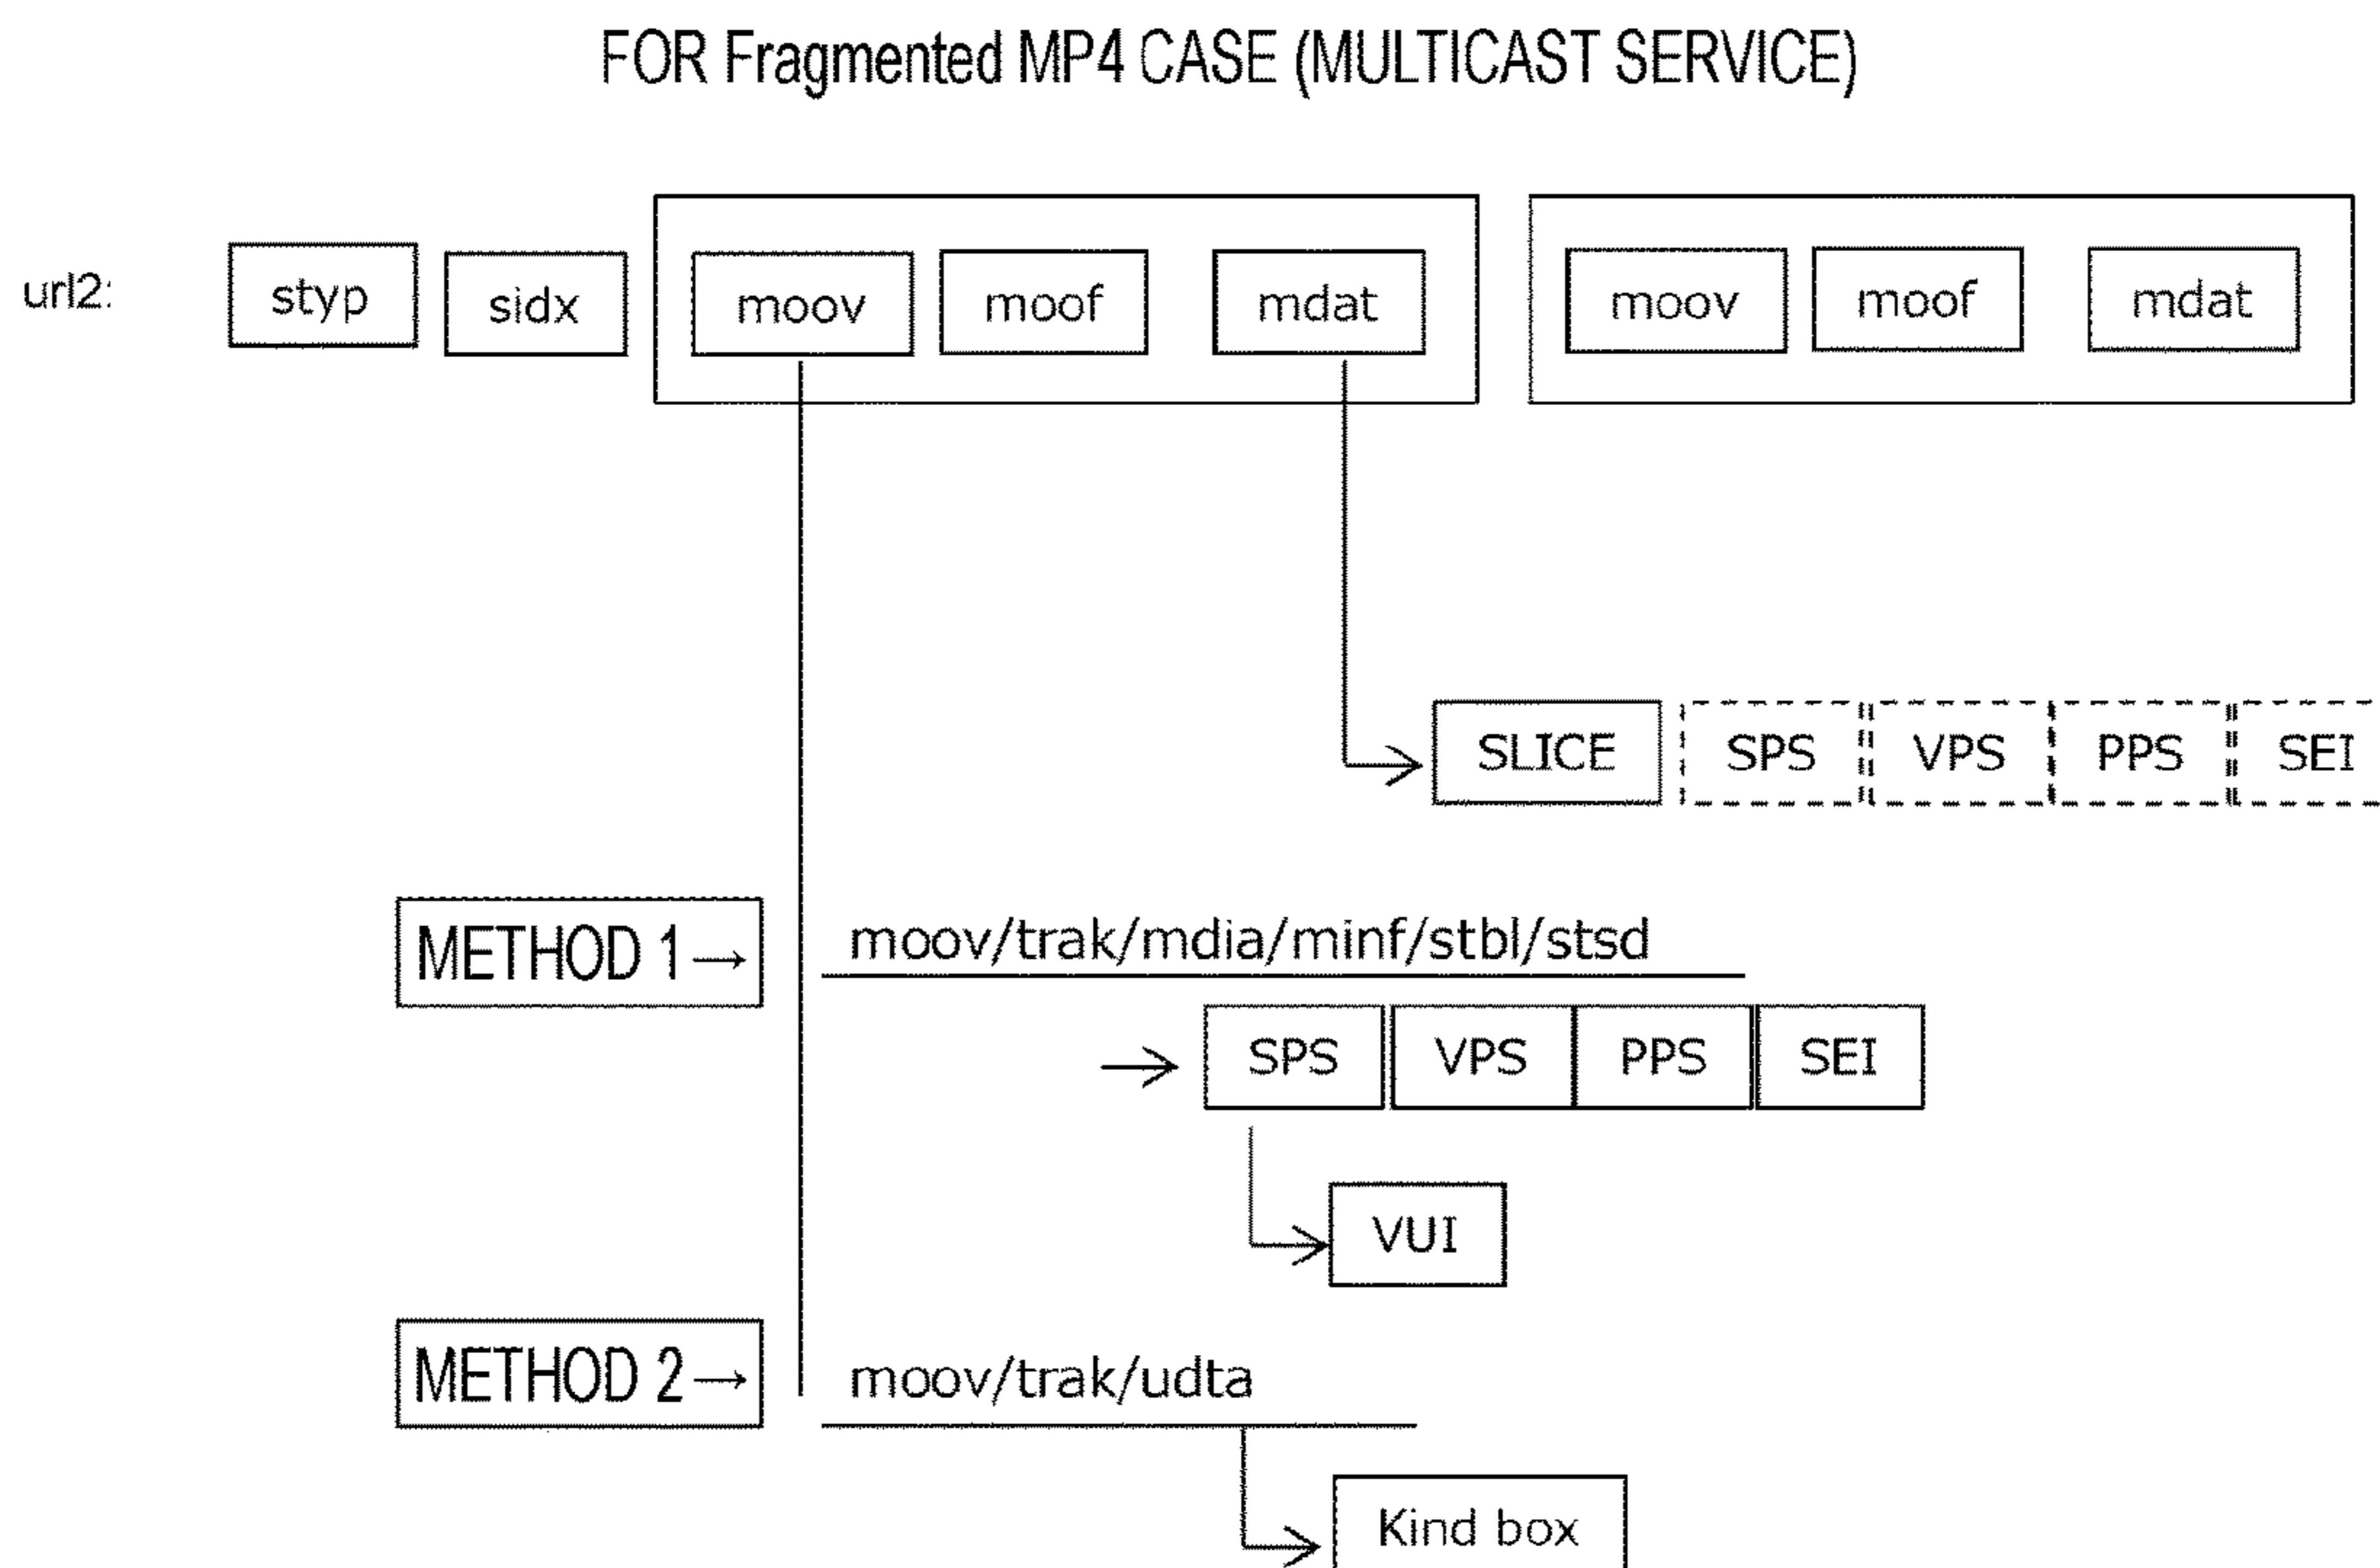 FOR Fragmented MP4 CASE (MULTICAST SERVICE)
url2: styp sidx moov moof mdat moov moof mdat
SLICE SPS VPS PPS SEI
METHOD 1→ moov/trak/mdia/minf/stbl/stsd
→ SPS VPS PPS SEI
VUI
METHOD 2→ moov/trak/udta
Kind box